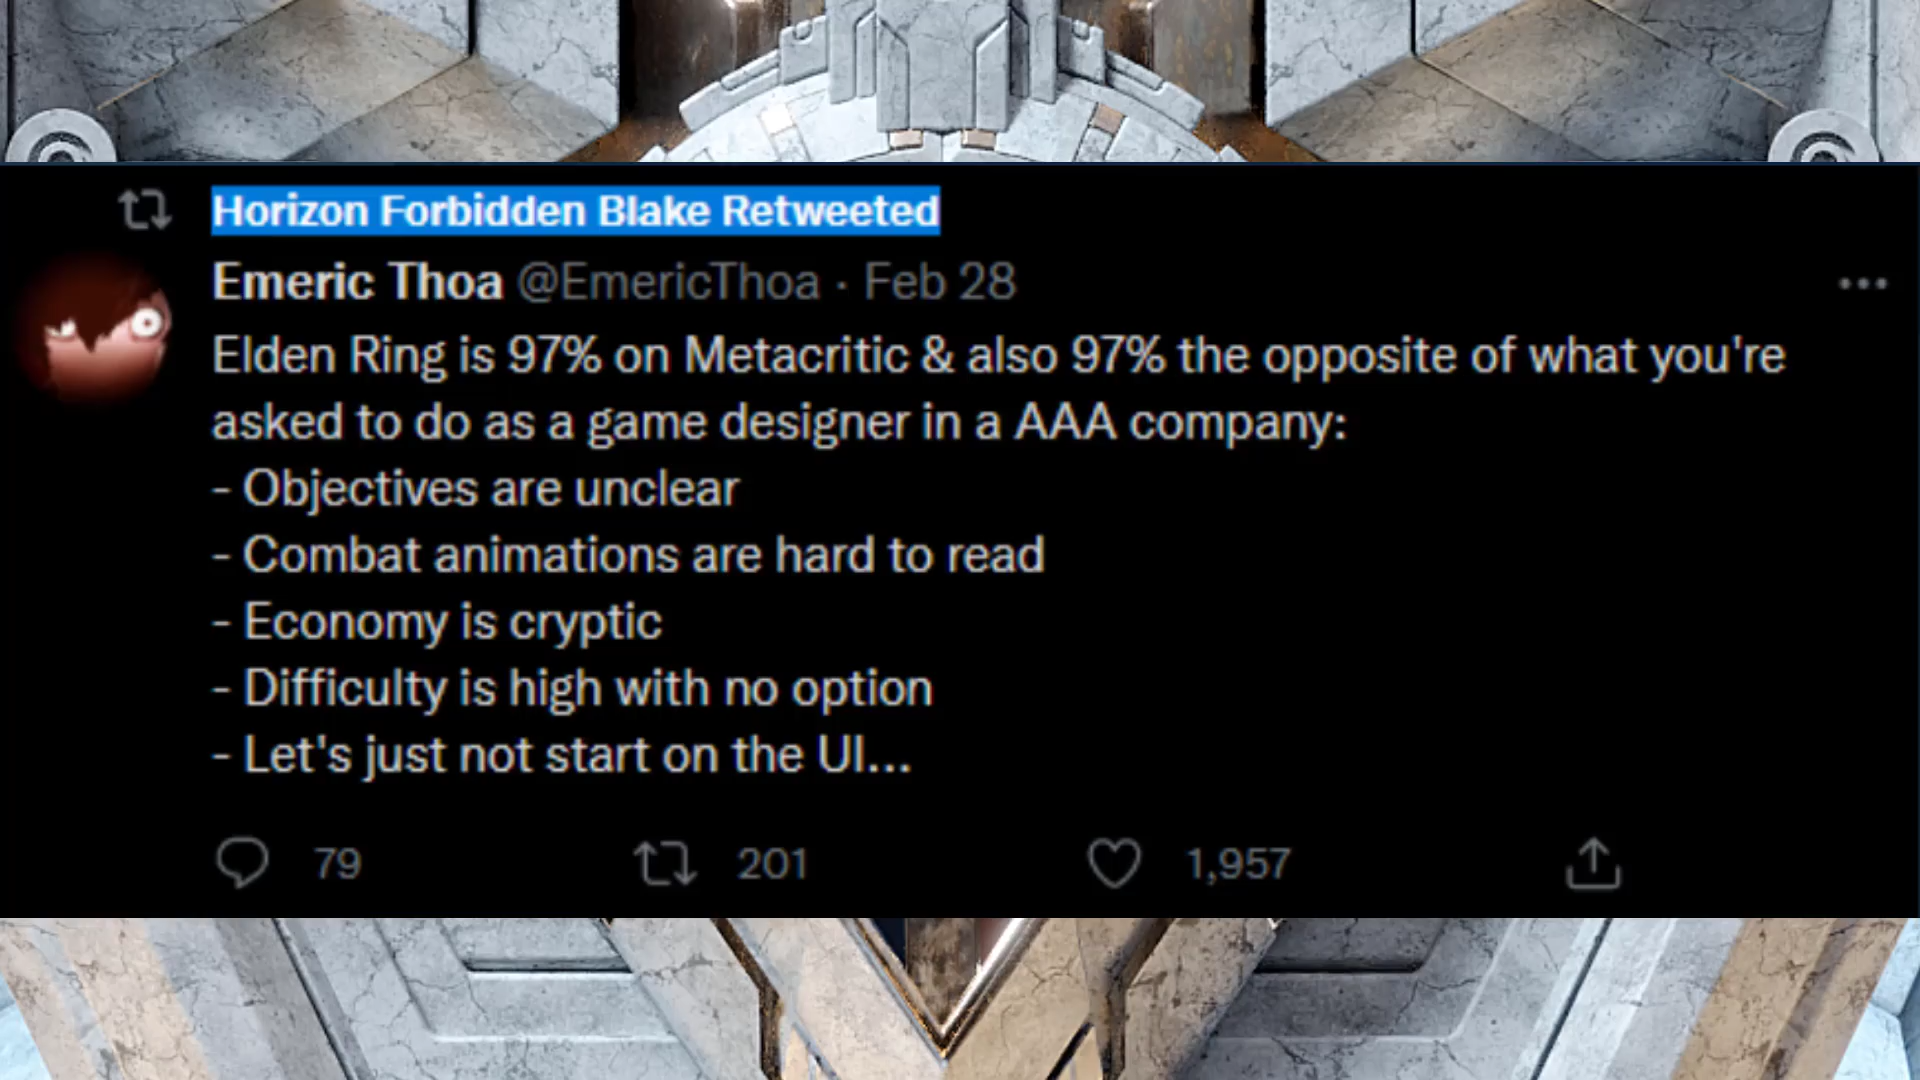 Horizon Forbidden Blake Retweeted
Emeric Thoa @EmericThoa · Feb 28
Elden Ring is 97% on Metacritic & also 97% the opposite of what you're
asked to do as a game designer in a AAA company:
- Objectives are unclear
- Combat animations are hard to read
- Economy is cryptic
- Difficulty is high with no option
- Let's just not start on the UI...
79 201 1,957